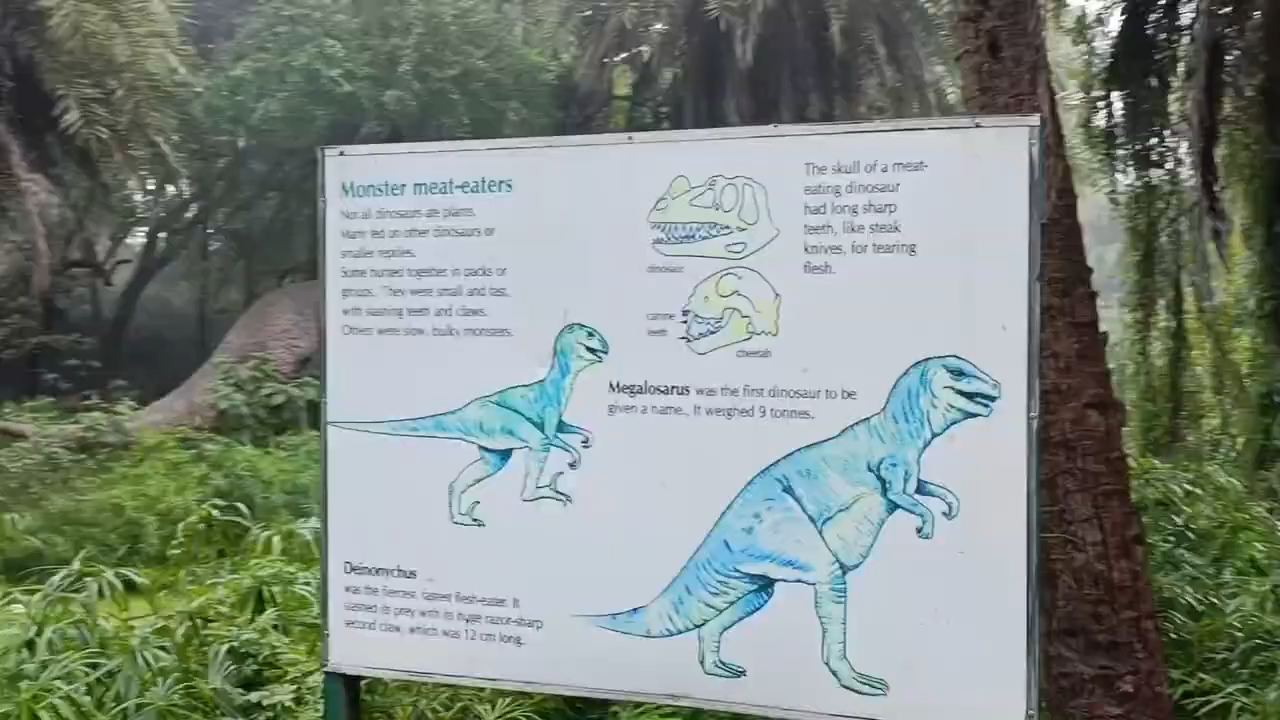 Monster meat-eaters
Not all dinosaurs ate plants.
Many fed on other dinosaurs or
smaller reptiles.
Some hunted together in packs or
groups. They were small and fast,
with slashing teeth and claws.
Others were slow, bulky monsters.
The skull of a meat-
eating dinosaur
had long sharp
teeth, like steak
knives, for tearing
flesh.
dinosaur
canine
teeth
cheetah
Megalosarus was the first dinosaur to be
given a name.. It weighed 9 tonnes.
Deinonychus
was the fiercest, fastest flesh-eater. It
slashed its prey with its huge razor-sharp
second claw, which was 12 cm long.